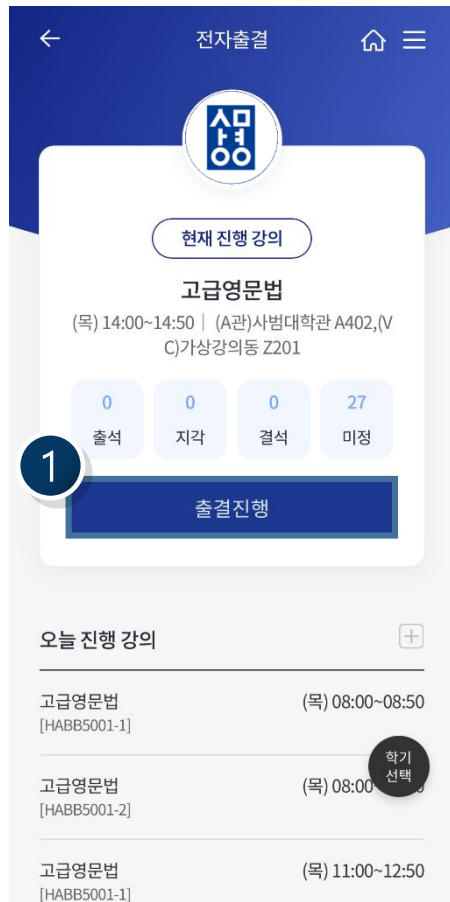 전자출결
상명
현재 진행 강의
고급영문법
(목) 14:00~14:50 | (A관)사범대학관 A402,(V
C)가상강의동 Z201
0 0 0 27
출석 지각 결석 미정
1
출결진행
오늘 진행 강의
고급영문법 (목) 08:00~08:50
[HABB5001-1]
학기
선택
고급영문법 (목) 08:00
[HABB5001-2]
고급영문법 (목) 11:00~12:50
[HABB5001-1]